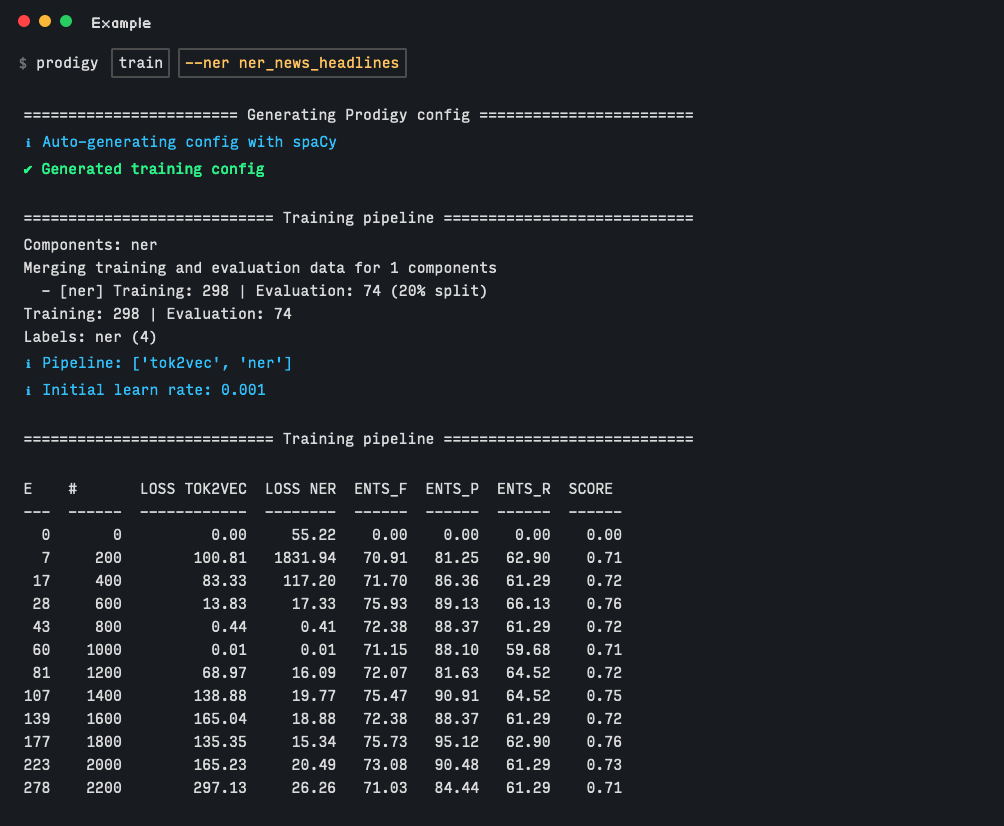 Example
$ prodigy train --ner ner_news_headlines
======================== Generating Prodigy config ========================
ℹ Auto-generating config with spaCy
✔ Generated training config
============================ Training pipeline ============================
Components: ner
Merging training and evaluation data for 1 components
  - [ner] Training: 298 | Evaluation: 74 (20% split)
Training: 298 | Evaluation: 74
Labels: ner (4)
ℹ Pipeline: ['tok2vec', 'ner']
ℹ Initial learn rate: 0.001
============================ Training pipeline ============================
E    #       LOSS TOK2VEC  LOSS NER  ENTS_F  ENTS_P  ENTS_R  SCORE
---  ------  ------------  --------  ------  ------  ------  ------
  0       0          0.00     55.22    0.00    0.00    0.00    0.00
  7     200        100.81   1831.94   70.91   81.25   62.90    0.71
 17     400         83.33    117.20   71.70   86.36   61.29    0.72
 28     600         13.83     17.33   75.93   89.13   66.13    0.76
 43     800          0.44      0.41   72.38   88.37   61.29    0.72
 60    1000          0.01      0.01   71.15   88.10   59.68    0.71
 81    1200         68.97     16.09   72.07   81.63   64.52    0.72
107    1400        138.88     19.77   75.47   90.91   64.52    0.75
139    1600        165.04     18.88   72.38   88.37   61.29    0.72
177    1800        135.35     15.34   75.73   95.12   62.90    0.76
223    2000        165.23     20.49   73.08   90.48   61.29    0.73
278    2200        297.13     26.26   71.03   84.44   61.29    0.71